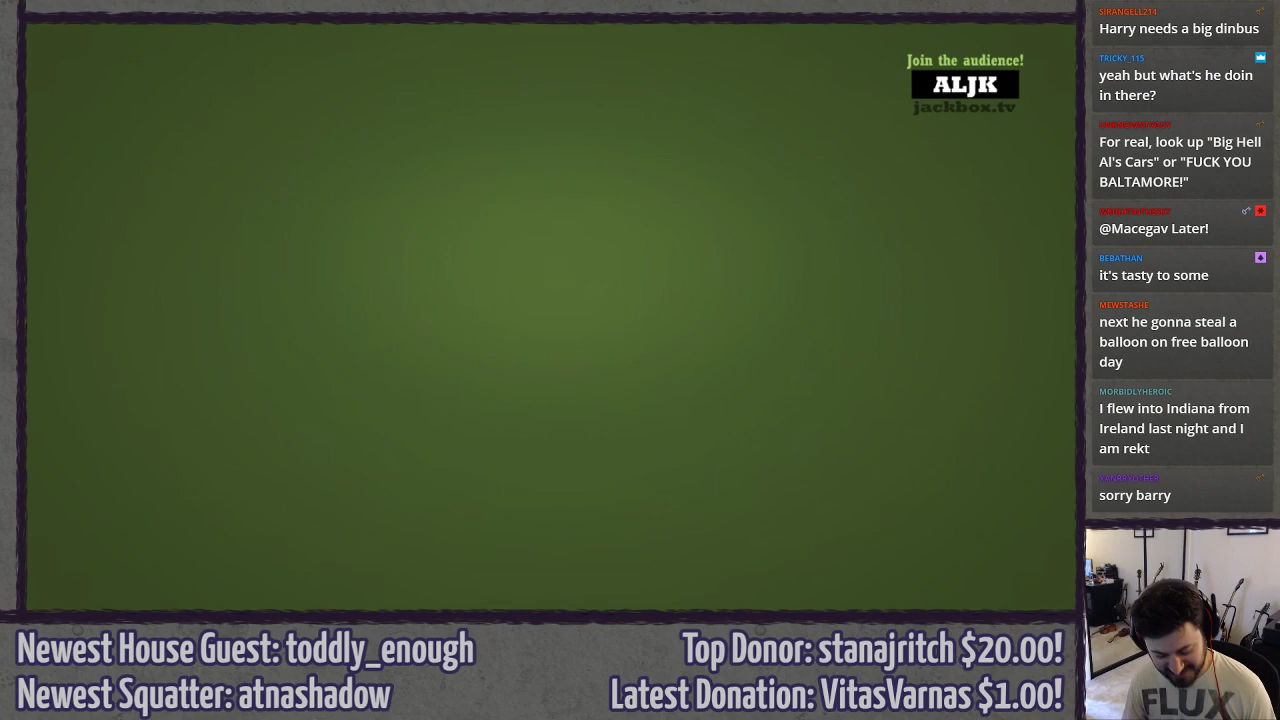 Join the audience!
ALJK
jackbox.tv
SIRANGELL214
Harry needs a big dinbus
TRICKY_115
yeah but what's he doin
in there?
For real, look up "Big Hell
Al's Cars" or "FUCK YOU
BALTAMORE!"
@Macegav Later!
BEBATHAN
it's tasty to some
MEWSTASHE
next he gonna steal a
balloon on free balloon
day
MORBIDLYHEROIC
I flew into Indiana from
Ireland last night and I
am rekt
sorry barry
FLUX
Newest House Guest: toddly_enough
Top Donor: stanajritch $20.00!
Newest Squatter: atnashadow
Latest Donation: VitasVarnas $1.00!